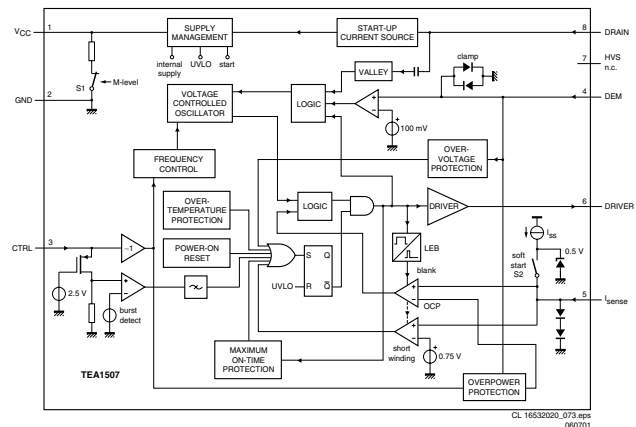 VCC
1
SUPPLY
MANAGEMENT
START-UP
CURRENT SOURCE
8
DRAIN
internal
supply
UVLO
start
clamp
7
HVS
n.c.
S1
M-level
VALLEY
GND
2
VOLTAGE
CONTROLLED
OSCILLATOR
LOGIC
4
DEM
100 mV
OVER-
VOLTAGE
PROTECTION
FREQUENCY
CONTROL
OVER-
TEMPERATURE
PROTECTION
LOGIC
DRIVER
6
DRIVER
LEB
Iss
CTRL
3
–1
POWER-ON
RESET
S
Q
blank
soft
start
S2
0.5 V
2.5 V
burst
detect
UVLO
R
Q
OCP
5
Isense
short
winding
0.75 V
MAXIMUM
ON-TIME
PROTECTION
TEA1507
OVERPOWER
PROTECTION
CL 16532020_073.eps
060701